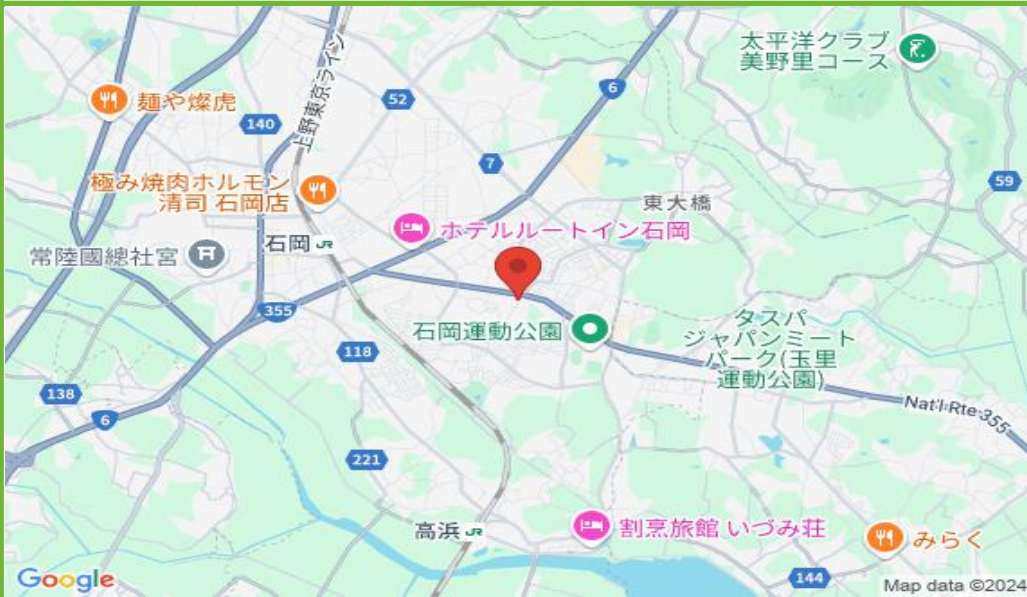 太平洋クラブ
美野里コース
上野東京ライン
6
麺や燦虎
52
140
7
59
極み焼肉ホルモン
清司 石岡店
東大橋
ホテルルートイン石岡
石岡 JR
常陸國總社宮
355
石岡運動公園
タスパ
ジャパンミート
パーク(玉里
運動公園)
118
138
6
Nat'l Rte 355
221
高浜 JR
割烹旅館 いづみ荘
みらく
144
Google
Map data ©2024